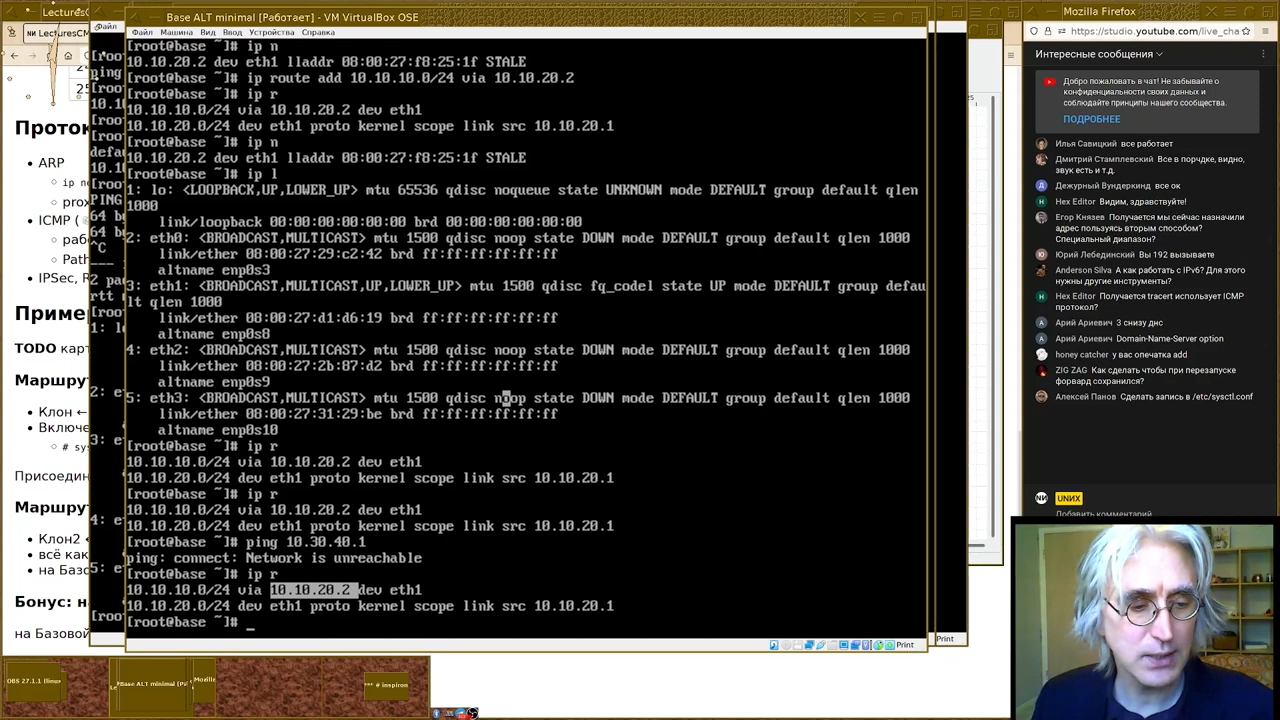 Base ALT minimal [Работает] - VM VirtualBox OSE
Файл Машина Вид Ввод Устройства Справка
[root@base ~]# ip n
10.10.20.2 dev eth1 lladdr 08:00:27:f8:25:1f STALE
[root@base ~]# ip route add 10.10.10.0/24 via 10.10.20.2
[root@base ~]# ip r
10.10.10.0/24 via 10.10.20.2 dev eth1
10.10.20.0/24 dev eth1 proto kernel scope link src 10.10.20.1
[root@base ~]# ip n
10.10.20.2 dev eth1 lladdr 08:00:27:f8:25:1f STALE
[root@base ~]# ip l
1: lo: <LOOPBACK,UP,LOWER_UP> mtu 65536 qdisc noqueue state UNKNOWN mode DEFAULT group default qlen
1000
link/loopback 00:00:00:00:00:00 brd 00:00:00:00:00:00
2: eth0: <BROADCAST,MULTICAST> mtu 1500 qdisc noop state DOWN mode DEFAULT group default qlen 1000
link/ether 08:00:27:29:c2:42 brd ff:ff:ff:ff:ff:ff
altname enp0s3
3: eth1: <BROADCAST,MULTICAST,UP,LOWER_UP> mtu 1500 qdisc fq_codel state UP mode DEFAULT group defau
lt qlen 1000
link/ether 08:00:27:d1:d6:19 brd ff:ff:ff:ff:ff:ff
altname enp0s8
4: eth2: <BROADCAST,MULTICAST> mtu 1500 qdisc noop state DOWN mode DEFAULT group default qlen 1000
link/ether 08:00:27:2b:87:d2 brd ff:ff:ff:ff:ff:ff
altname enp0s9
5: eth3: <BROADCAST,MULTICAST> mtu 1500 qdisc noop state DOWN mode DEFAULT group default qlen 1000
link/ether 08:00:27:31:29:be brd ff:ff:ff:ff:ff:ff
altname enp0s10
[root@base ~]# ip r
10.10.10.0/24 via 10.10.20.2 dev eth1
10.10.20.0/24 dev eth1 proto kernel scope link src 10.10.20.1
[root@base ~]# ip r
10.10.10.0/24 via 10.10.20.2 dev eth1
10.10.20.0/24 dev eth1 proto kernel scope link src 10.10.20.1
[root@base ~]# ping 10.30.40.1
ping: connect: Network is unreachable
[root@base ~]# ip r
10.10.10.0/24 via 10.10.20.2 dev eth1
10.10.20.0/24 dev eth1 proto kernel scope link src 10.10.20.1
[root@base ~]# _
Print
Print
LecturesCM
Файл
25
Проток
ARP
ip no
prox
ICMP (
рабо
Path
IPSec, R
Приме
TODO карт
Маршру
Клон ←
Включе
# sys
Присоедин
Маршру
Клон2 ←
всё как
на Базо
Бонус: н
на Базовой
Mozilla Firefox
https://studio.youtube.com/live_cha
Интересные сообщения
Добро пожаловать в чат! Не забывайте о
конфиденциальности своих данных и
соблюдайте принципы нашего сообщества.
ПОДРОБНЕЕ
Илья Савицкий все работает
Дмитрий Стамплевский Все в порядке, видно,
звук есть и т.д.
Дежурный Вундеркинд все ок
Hex Editor Видим, здравствуйте!
Егор Князев Получается мы сейчас назначили
адрес пользуясь вторым способом?
Специальный диапазон?
Юрий Лебединский Вы 192 вызываете
Anderson Silva А как работать с IPv6? Для этого
нужны другие инструменты?
Hex Editor Получается tracert использует ICMP
протокол?
Арий Ариевич 3 снизу днс
Арий Ариевич Domain-Name-Server option
honey catcher у вас опечатка add
ZIG ZAG Как сделать чтобы при перезапуске
форвард сохранился?
Алексей Панов Сделать запись в /etc/sysctl.conf
UNИX
Добавить комментарий
OBS 27.1.1 (linux
Base ALT minimal [Ра
Mozilla
*** # inspiron